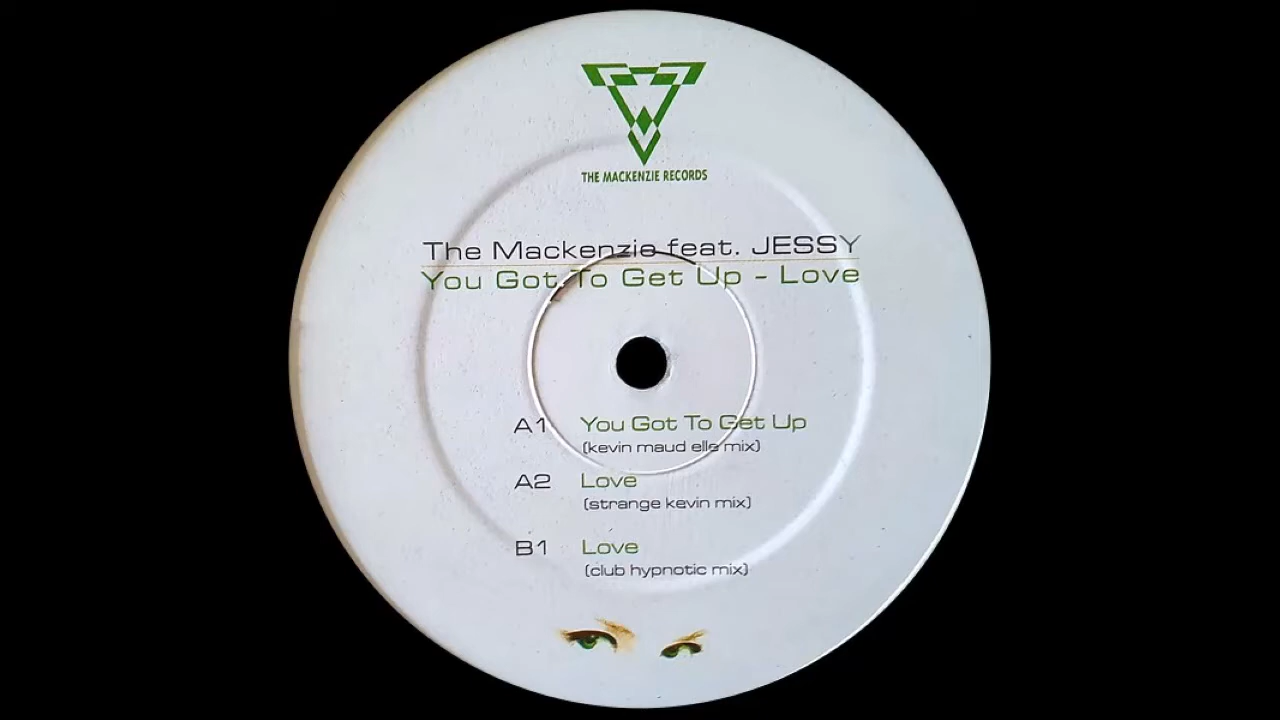 THE MACKENZIE RECORDS
The Mackenzie feat. JESSY
You Got To Get Up - Love
A1 You Got To Get Up
(kevin maud elle mix)
A2 Love
(strange kevin mix)
B1 Love
(club hypnotic mix)